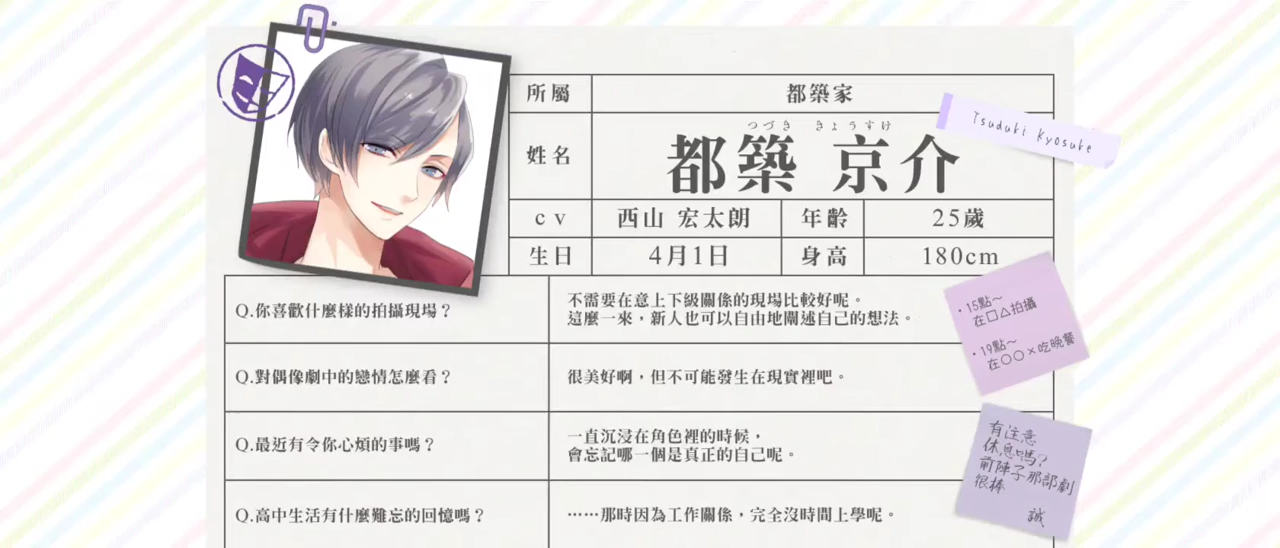 所屬
都築家
姓名
つづき きょうすけ
都築 京介
Tsuduki Kyosuke
cv
西山 宏太朗
年齡
25歲
生日
4月1日
身高
180cm
Q.你喜歡什麼樣的拍攝現場？
不需要在意上下級關係的現場比較好呢。
這麼一來，新人也可以自由地闡述自己的想法。
・15點～
在□△拍攝
・19點～
在○○×吃晚餐
Q.對偶像劇中的戀情怎麼看？
很美好啊，但不可能發生在現實裡吧。
Q.最近有令你心煩的事嗎？
一直沉浸在角色裡的時候，
會忘記哪一個是真正的自己呢。
有注意
休息嗎？
前陣子那部劇
很棒
誠
Q.高中生活有什麼難忘的回憶嗎？
……那時因為工作關係，完全沒時間上學呢。